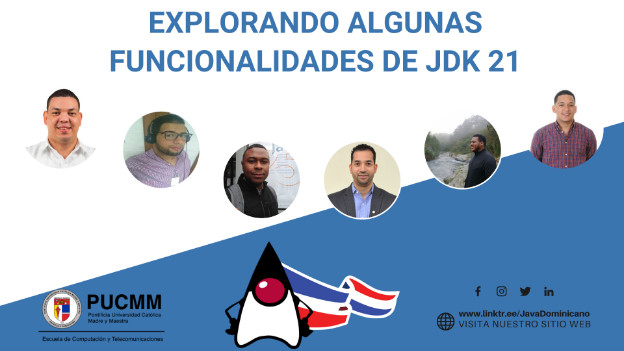 EXPLORANDO ALGUNAS
FUNCIONALIDADES DE JDK 21
PUCMM
Pontificia Universidad Católica
Madre y Maestra
Escuela de Computación y Telecomunicaciones
www.linktr.ee/JavaDominicano
VISITA NUESTRO SITIO WEB